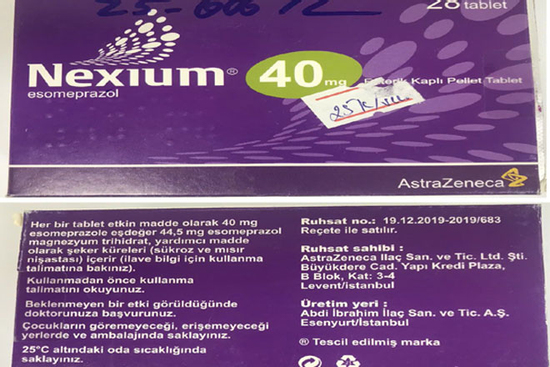 28 tablet
Nexium®
esomeprazol
40 mg
Enterik Kaplı Pellet Tablet
AstraZeneca
Her bir tablet etkin madde olarak 40 mg
esomeprazole eşdeğer 44,5 mg esomeprazol
magnezyum trihidrat, yardımcı madde
olarak şeker küreleri (sükroz ve mısır
nişastası) içerir (ilave bilgi için kullanma
talimatına bakınız).
Kullanmadan önce kullanma
talimatını okuyunuz.
Beklenmeyen bir etki görüldüğünde
doktorunuza başvurunuz.
Çocukların göremeyeceği, erişemeyeceği
yerlerde ve ambalajında saklayınız.
25°C altındaki oda sıcaklığında
saklayınız.
Ruhsat no.: 19.12.2019-2019/683
Reçete ile satılır.
Ruhsat sahibi :
AstraZeneca İlaç San. ve Tic. Ltd. Şti.
Büyükdere Cad. Yapı Kredi Plaza,
B Blok, Kat: 3-4
Levent/istanbul
Üretim yeri :
Abdi İbrahim İlaç San. ve Tic. A.Ş.
Esenyurt/İstanbul
® Tescil edilmiş marka